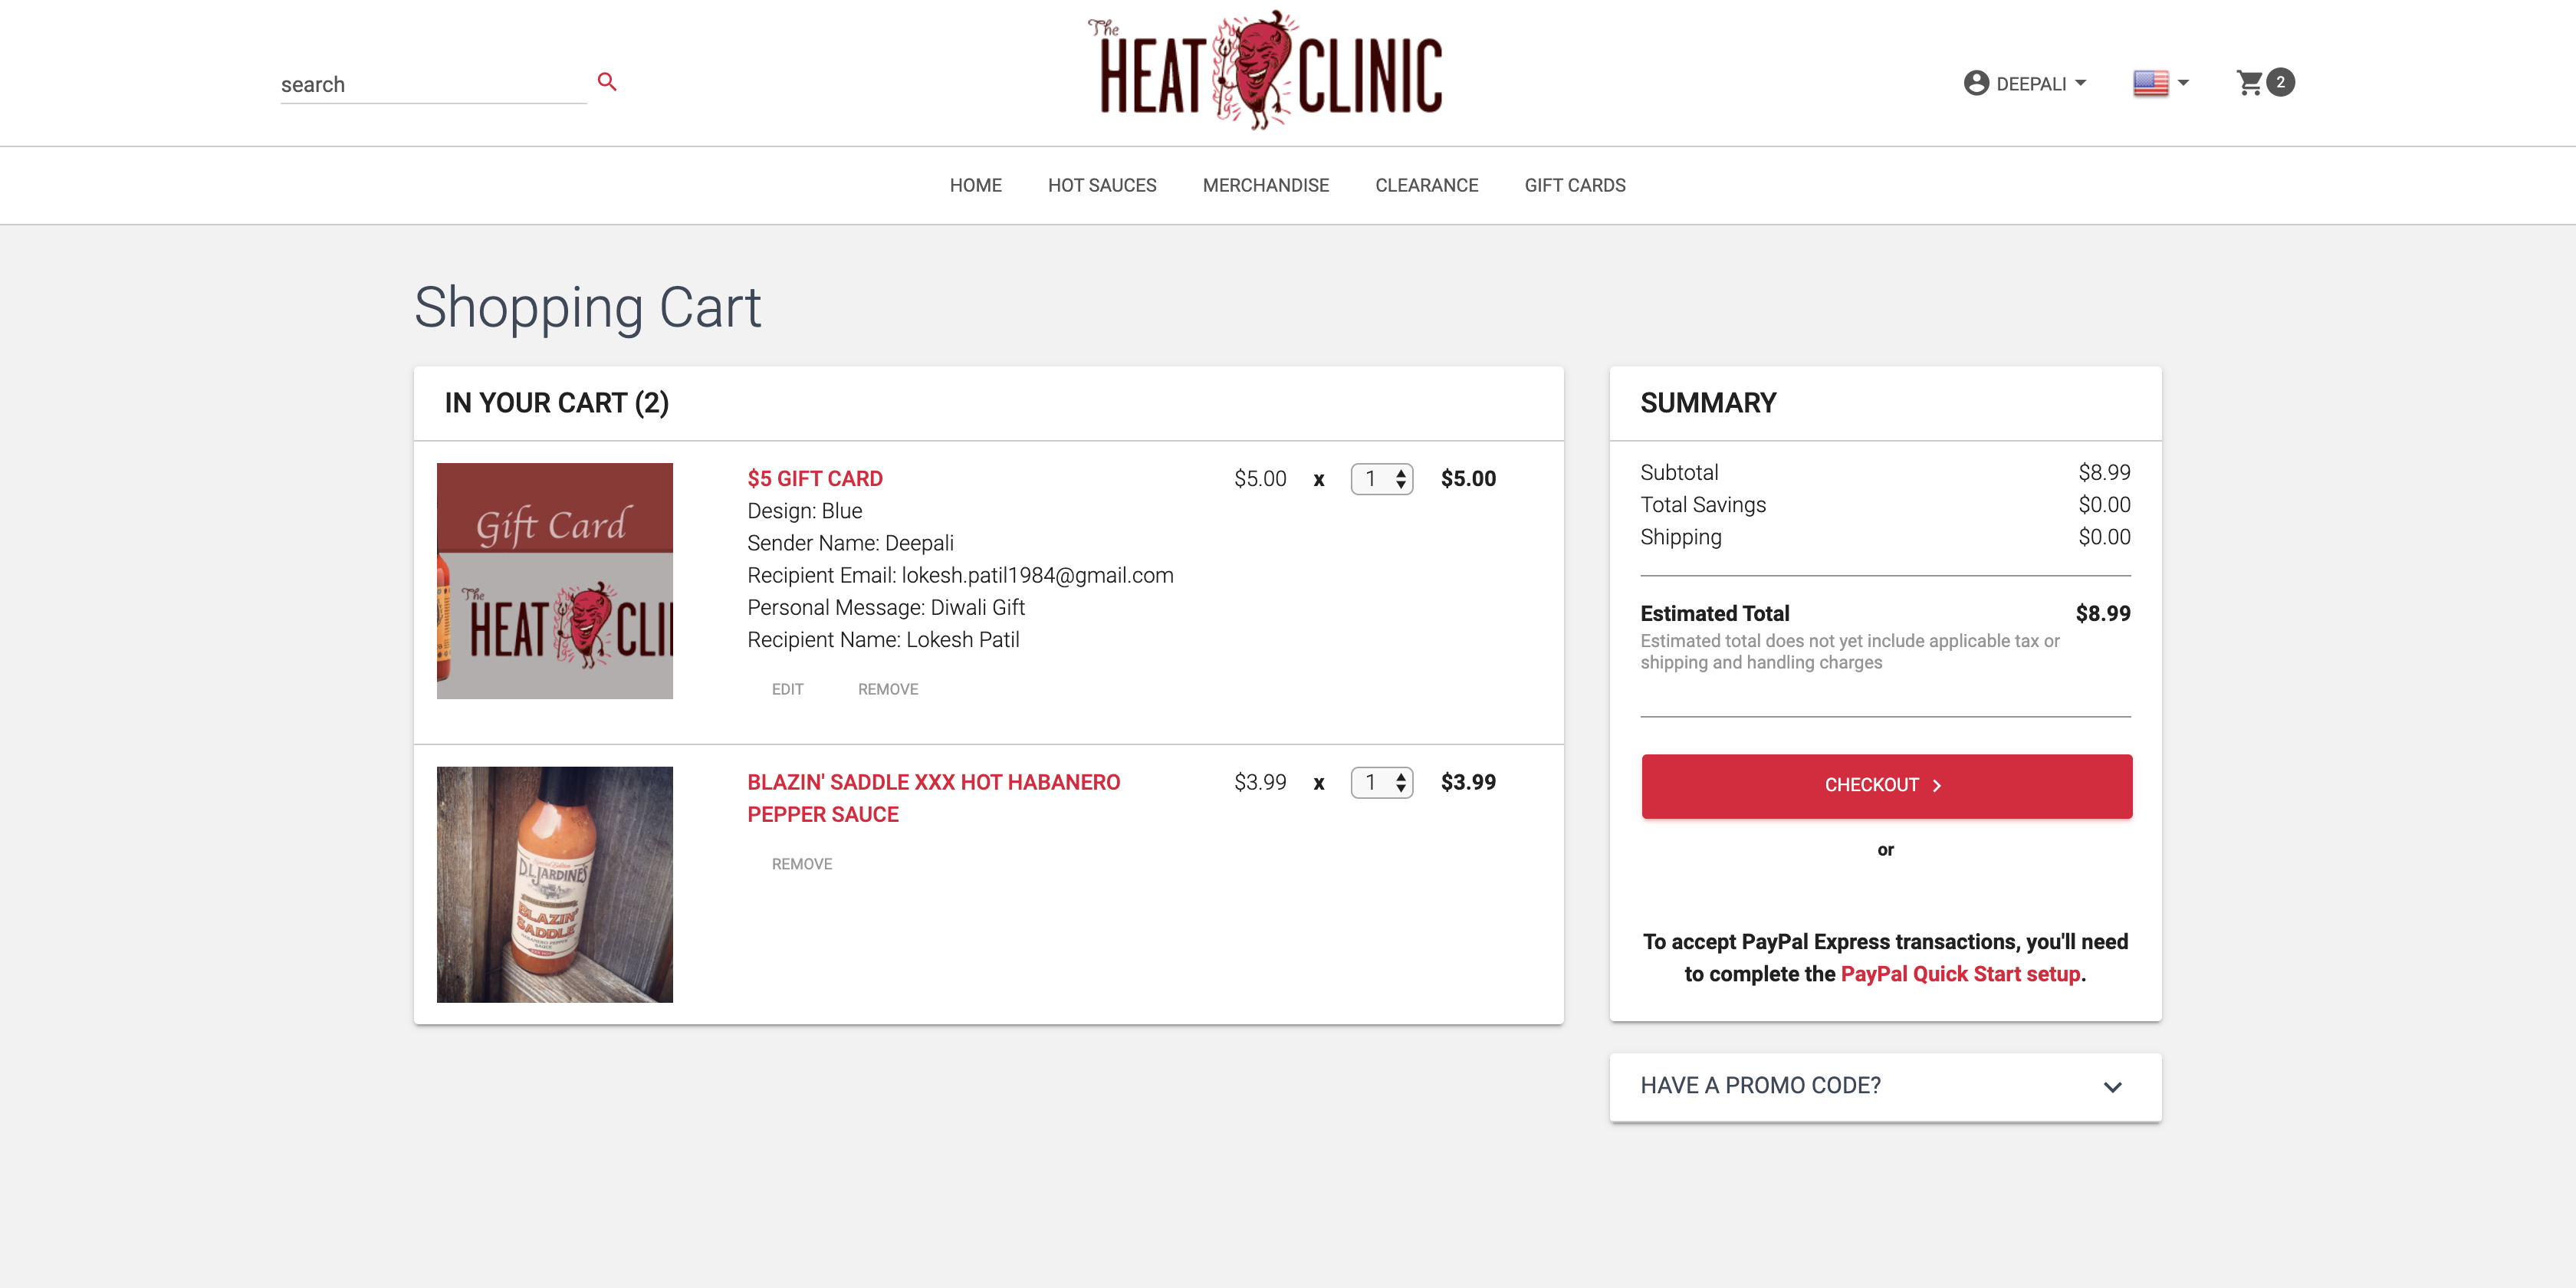 search
The
HEAT CLINIC
DEEPALI
2
HOME HOT SAUCES MERCHANDISE CLEARANCE GIFT CARDS
Shopping Cart
IN YOUR CART (2)
Gift Card
The
HEAT CLI
$5 GIFT CARD $5.00 x 1 $5.00
Design: Blue
Sender Name: Deepali
Recipient Email: lokesh.patil1984@gmail.com
Personal Message: Diwali Gift
Recipient Name: Lokesh Patil
EDIT REMOVE
D.L. JARDINE'S
BLAZIN'
SADDLE
BLAZIN' SADDLE XXX HOT HABANERO $3.99 x 1 $3.99
PEPPER SAUCE
REMOVE
SUMMARY
Subtotal $8.99
Total Savings $0.00
Shipping $0.00
Estimated Total $8.99
Estimated total does not yet include applicable tax or
shipping and handling charges
CHECKOUT
or
To accept PayPal Express transactions, you'll need
to complete the PayPal Quick Start setup.
HAVE A PROMO CODE?